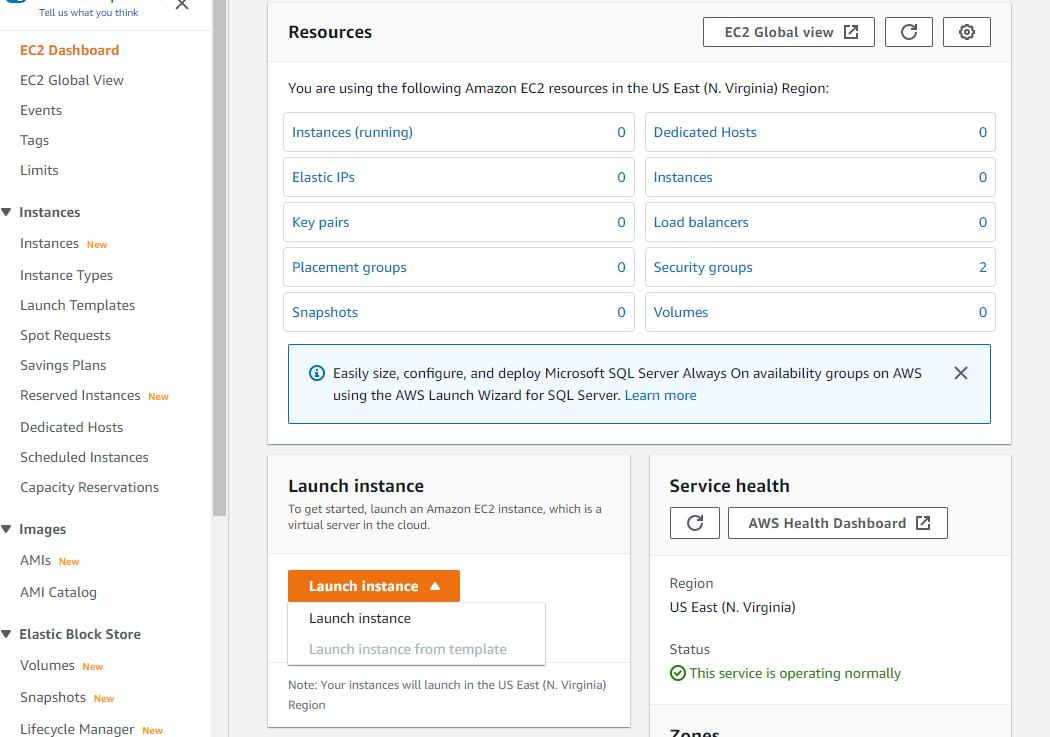 Tell us what you think
EC2 Dashboard
EC2 Global View
Events
Tags
Limits
Instances
Instances New
Instance Types
Launch Templates
Spot Requests
Savings Plans
Reserved Instances New
Dedicated Hosts
Scheduled Instances
Capacity Reservations
Images
AMIs New
AMI Catalog
Elastic Block Store
Volumes New
Snapshots New
Lifecycle Manager New
Resources
EC2 Global view
You are using the following Amazon EC2 resources in the US East (N. Virginia) Region:
Instances (running) 0
Dedicated Hosts 0
Elastic IPs 0
Instances 0
Key pairs 0
Load balancers 0
Placement groups 0
Security groups 2
Snapshots 0
Volumes 0
Easily size, configure, and deploy Microsoft SQL Server Always On availability groups on AWS
using the AWS Launch Wizard for SQL Server. Learn more
Launch instance
To get started, launch an Amazon EC2 instance, which is a
virtual server in the cloud.
Launch instance
Launch instance
Launch instance from template
Note: Your instances will launch in the US East (N. Virginia)
Region
Service health
AWS Health Dashboard
Region
US East (N. Virginia)
Status
This service is operating normally
Zones